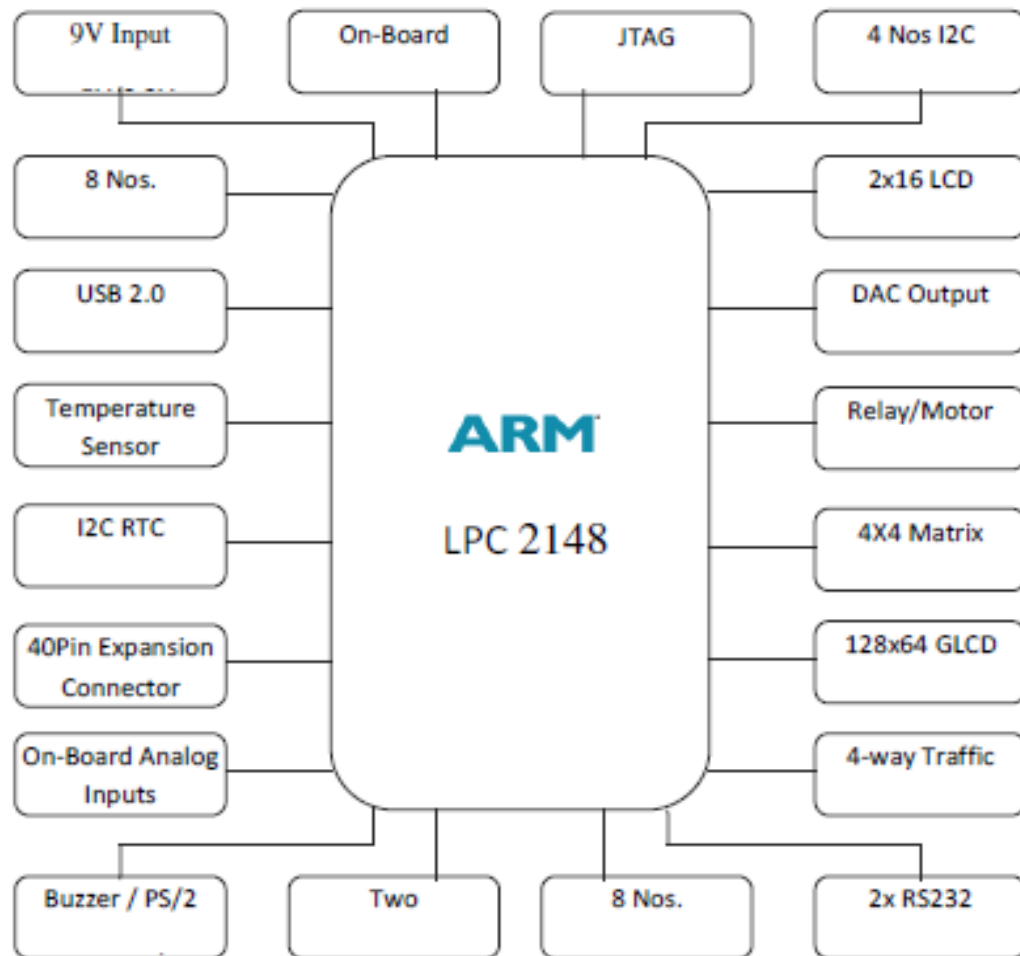 9V Input
On-Board
JTAG
4 Nos I2C
8 Nos.
2x16 LCD
USB 2.0
DAC Output
Temperature
Sensor
Relay/Motor
ARM
I2C RTC
LPC 2148
4X4 Matrix
40Pin Expansion
Connector
128x64 GLCD
On-Board Analog
Inputs
4-way Traffic
Buzzer / PS/2
Two
8 Nos.
2x RS232